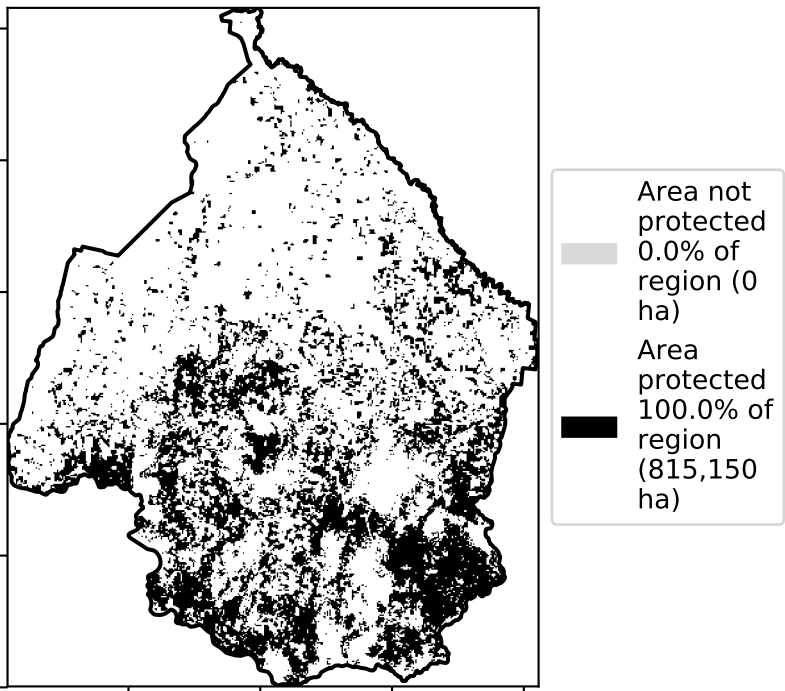 Area not
protected
0.0% of
region (0
ha)
Area
protected
100.0% of
region
(815,150
ha)